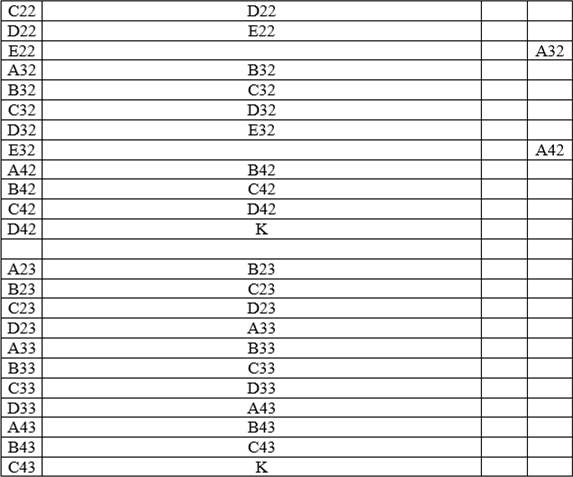 C22 D22
D22 E22
E22 A32
A32 B32
B32 C32
C32 D32
D32 E32
E32 A42
A42 B42
B42 C42
C42 D42
D42 K
A23 B23
B23 C23
C23 D23
D23 A33
A33 B33
B33 C33
C33 D33
D33 A43
A43 B43
B43 C43
C43 K